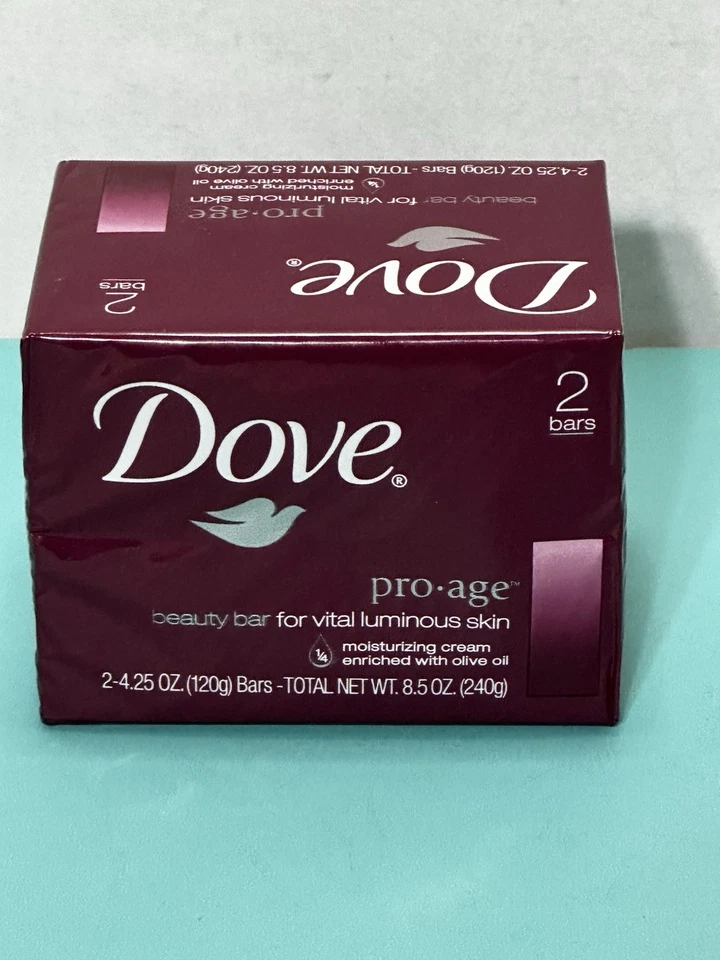 2-4.25 OZ. (120g) Bars - TOTAL NET WT. 8.5 OZ. (240g)
1/4 moisturizing cream
enriched with olive oil
beauty bar for vital luminous skin
pro•age
Dove®
2
bars
Dove®
2
bars
pro•age™
beauty bar for vital luminous skin
1/4 moisturizing cream
enriched with olive oil
2-4.25 OZ. (120g) Bars - TOTAL NET WT. 8.5 OZ. (240g)